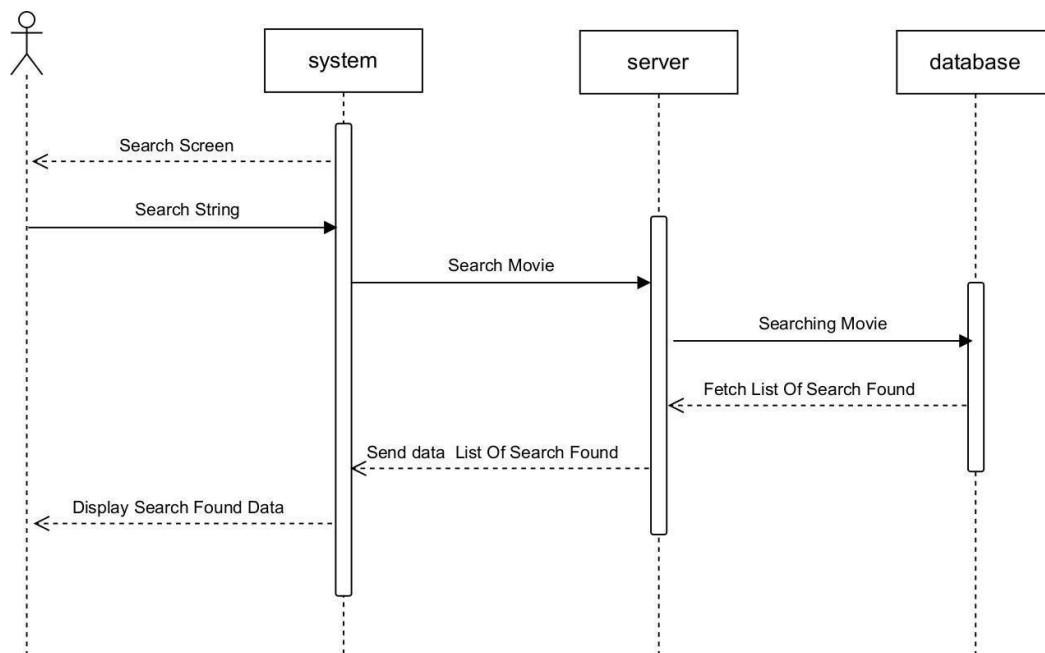 system
server
database
Search Screen
Search String
Search Movie
Searching Movie
Fetch List Of Search Found
Send data  List Of Search Found
Display Search Found Data